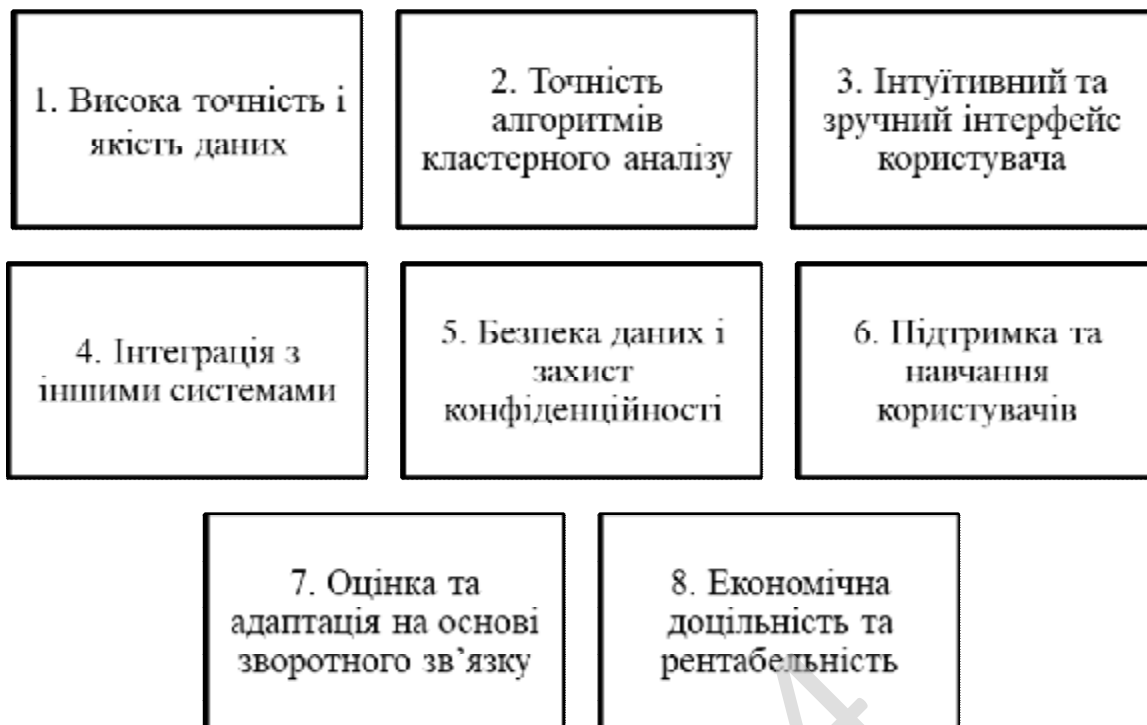 1. Висока точність і
якість даних
2. Точність
алгоритмів
кластерного аналізу
3. Інтуїтивний та
зручний інтерфейс
користувача
4. Інтеграція з
іншими системами
5. Безпека даних і
захист
конфіденційності
6. Підтримка та
навчання
користувачів
7. Оцінка та
адаптація на основі
зворотного зв’язку
8. Економічна
доцільність та
рентабельність
4